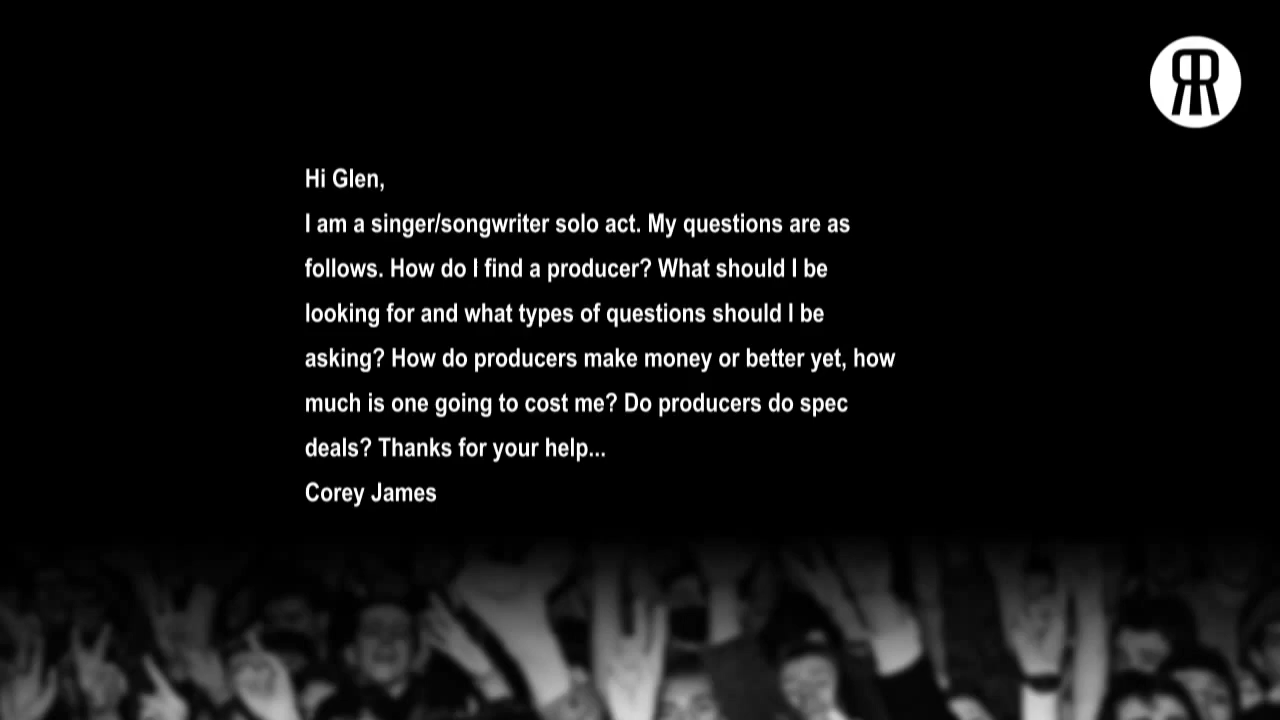 Hi Glen,
I am a singer/songwriter solo act. My questions are as
follows. How do I find a producer? What should I be
looking for and what types of questions should I be
asking? How do producers make money or better yet, how
much is one going to cost me? Do producers do spec
deals? Thanks for your help...
Corey James